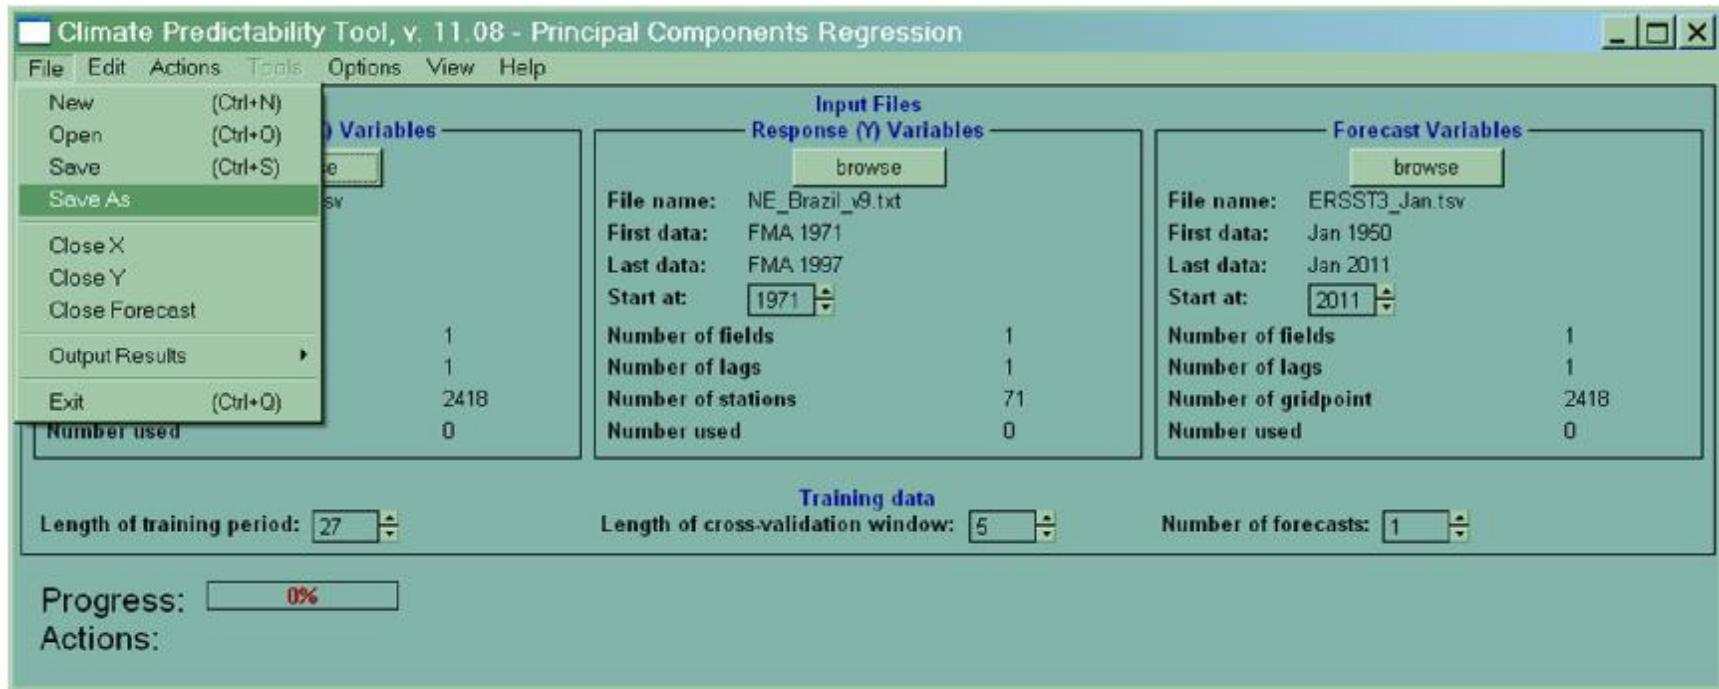 Climate Predictability Tool, v. 11.08 - Principal Components Regression
File Edit Actions Tools Options View Help
New (Ctrl+N)
Open (Ctrl+O)
Save (Ctrl+S)
Save As
Close X
Close Y
Close Forecast
Output Results
Exit (Ctrl+Q)
Input Files
) Variables
sv
1
1
2418
Number used 0
Response (Y) Variables
browse
File name: NE_Brazil_v9.txt
First data: FMA 1971
Last data: FMA 1997
Start at: 1971
Number of fields 1
Number of lags 1
Number of stations 71
Number used 0
Forecast Variables
browse
File name: ERSST3_Jan.tsv
First data: Jan 1950
Last data: Jan 2011
Start at: 2011
Number of fields 1
Number of lags 1
Number of gridpoint 2418
Number used 0
Training data
Length of training period: 27 Length of cross-validation window: 5 Number of forecasts: 1
Progress: 0%
Actions: